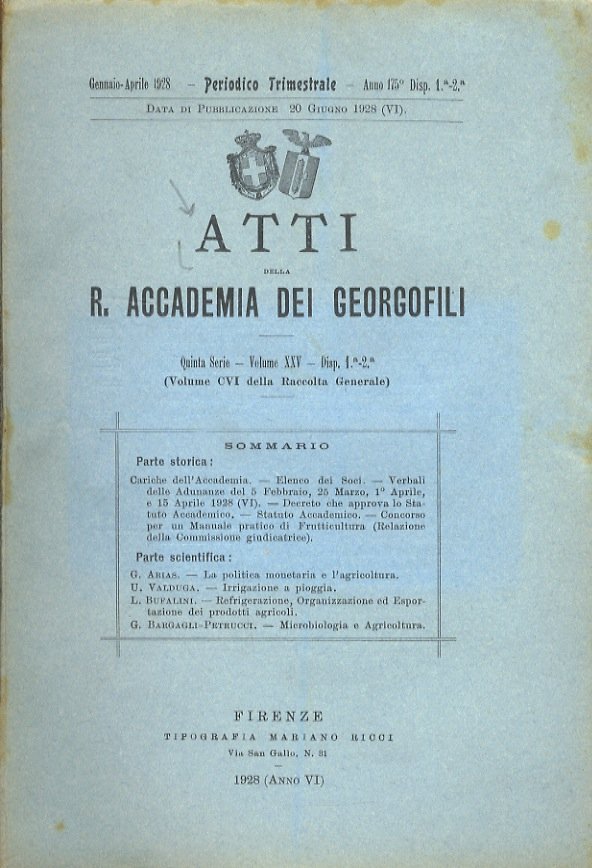 Gennaio-Aprile 1928 — Periodico Trimestrale — Anno 175° Disp. 1.ª-2.ª
Data di Pubblicazione 20 Giugno 1928 (VI).
ATTI
DELLA
R. ACCADEMIA DEI GEORGOFILI
Quinta Serie — Volume XXV — Disp. 1.ª-2.ª
(Volume CVI della Raccolta Generale)
SOMMARIO
Parte storica:
Cariche dell'Accademia. — Elenco dei Soci. — Verbali
delle Adunanze del 5 Febbraio, 25 Marzo, 1° Aprile,
e 15 Aprile 1928 (VI). — Decreto che approva lo Sta-
tuto Accademico. — Statuto Accademico. — Concorso
per un Manuale pratico di Frutticultura (Relazione
della Commissione giudicatrice).
Parte scientifica:
G. Arias. — La politica monetaria e l'agricoltura.
U. Valduga. — Irrigazione a pioggia.
L. Bufalini. — Refrigerazione, Organizzazione ed Espor-
tazione dei prodotti agricoli.
G. Bargagli-Petrucci. — Microbiologia e Agricoltura.
FIRENZE
TIPOGRAFIA MARIANO RICCI
Via San Gallo, N. 31
1928 (Anno VI)